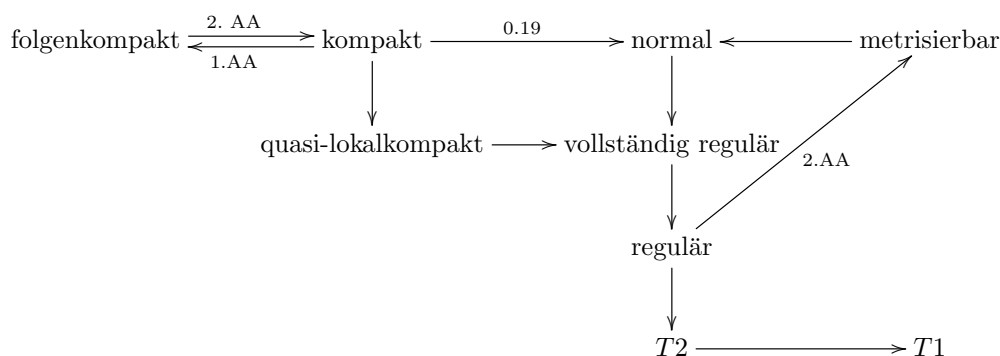 2. AA 0.19
folgenkompakt kompakt normal metrisierbar
1.AA
quasi-lokalkompakt vollständig regulär
2.AA
regulär
T2 T1